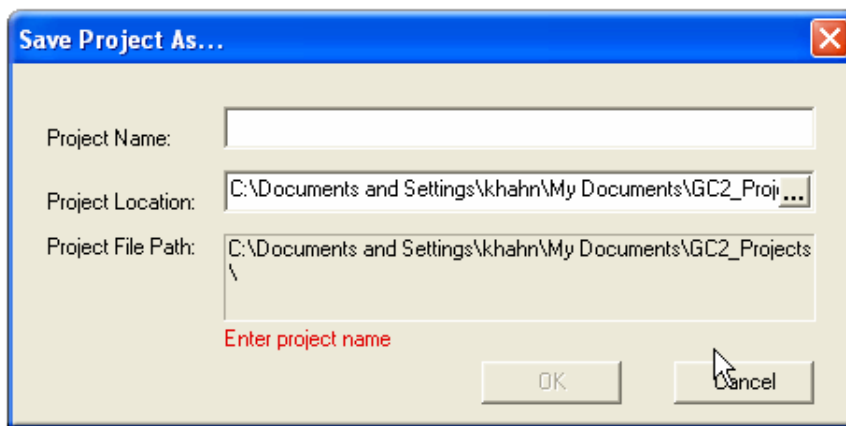 Save Project As...
Project Name:
Project Location:
C:\Documents and Settings\khahn\My Documents\GC2_Proj
...
Project File Path:
C:\Documents and Settings\khahn\My Documents\GC2_Projects
\
Enter project name
OK
Cancel